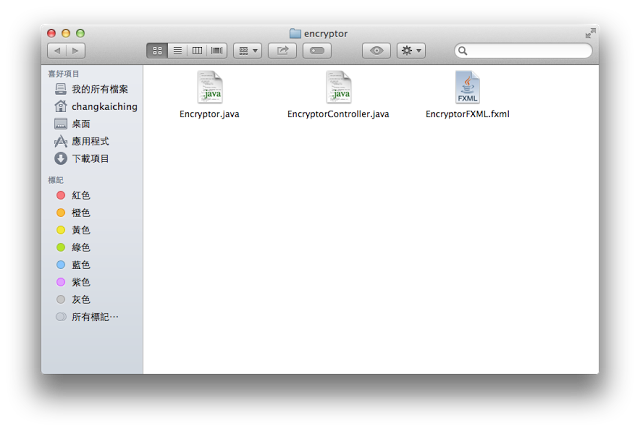 encryptor
喜好項目
我的所有檔案
changkaiching
桌面
應用程式
下載項目
標記
紅色
橙色
黃色
綠色
藍色
紫色
灰色
所有標記⋯
.java
.java
FXML
Encryptor.java
EncryptorController.java
EncryptorFXML.fxml